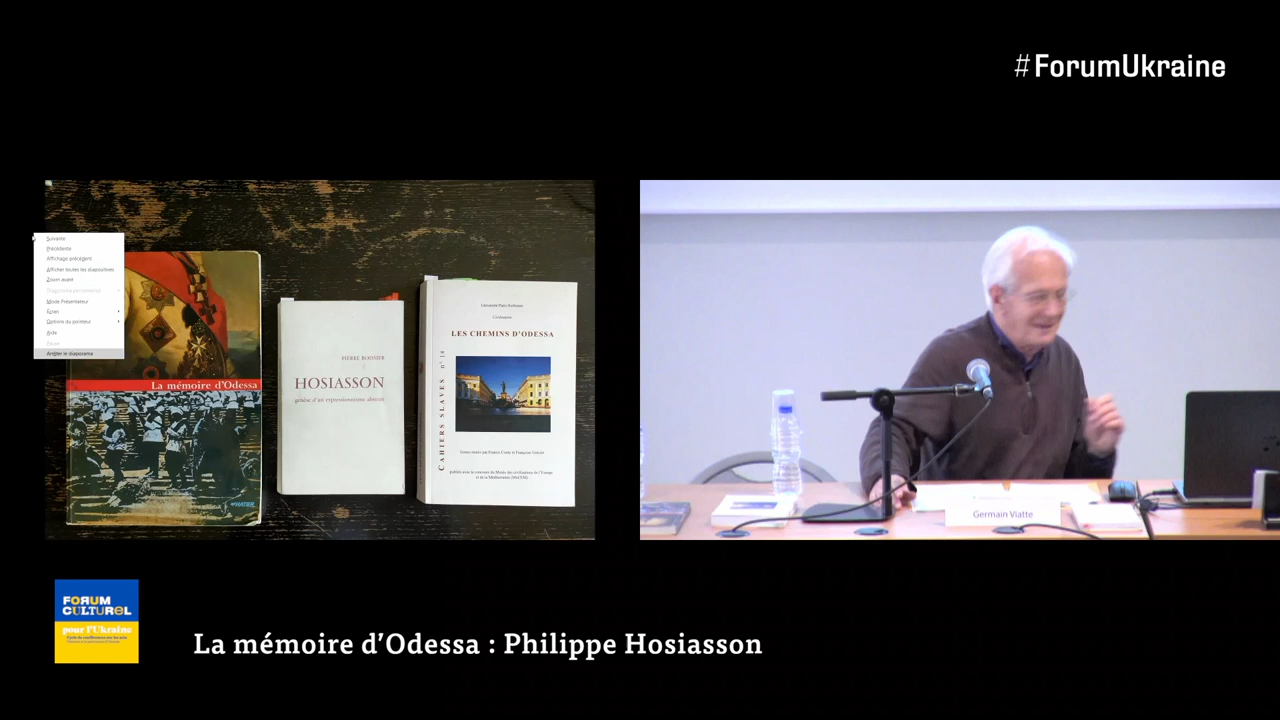 #ForumUkraine
Suivante
Précédente
Affichage précédent
Afficher toutes les diapositives
Zoom avant
Mode Présentateur
Écran
Options du pointeur
Aide
Arrêter le diaporama
La mémoire d'Odessa
HATIER
HOSIASSON
genèse d'un expressionnisme abstrait
LES CHEMINS D'ODESSA
CAHIERS SLAVES n° 14
Germain Viatte
FORUM
CULTUREL
pour l'Ukraine
La mémoire d'Odessa : Philippe Hosiasson